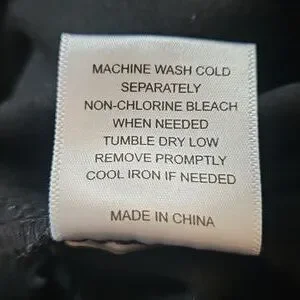 MACHINE WASH COLD
SEPARATELY
NON-CHLORINE BLEACH
WHEN NEEDED
TUMBLE DRY LOW
REMOVE PROMPTLY
COOL IRON IF NEEDED
MADE IN CHINA